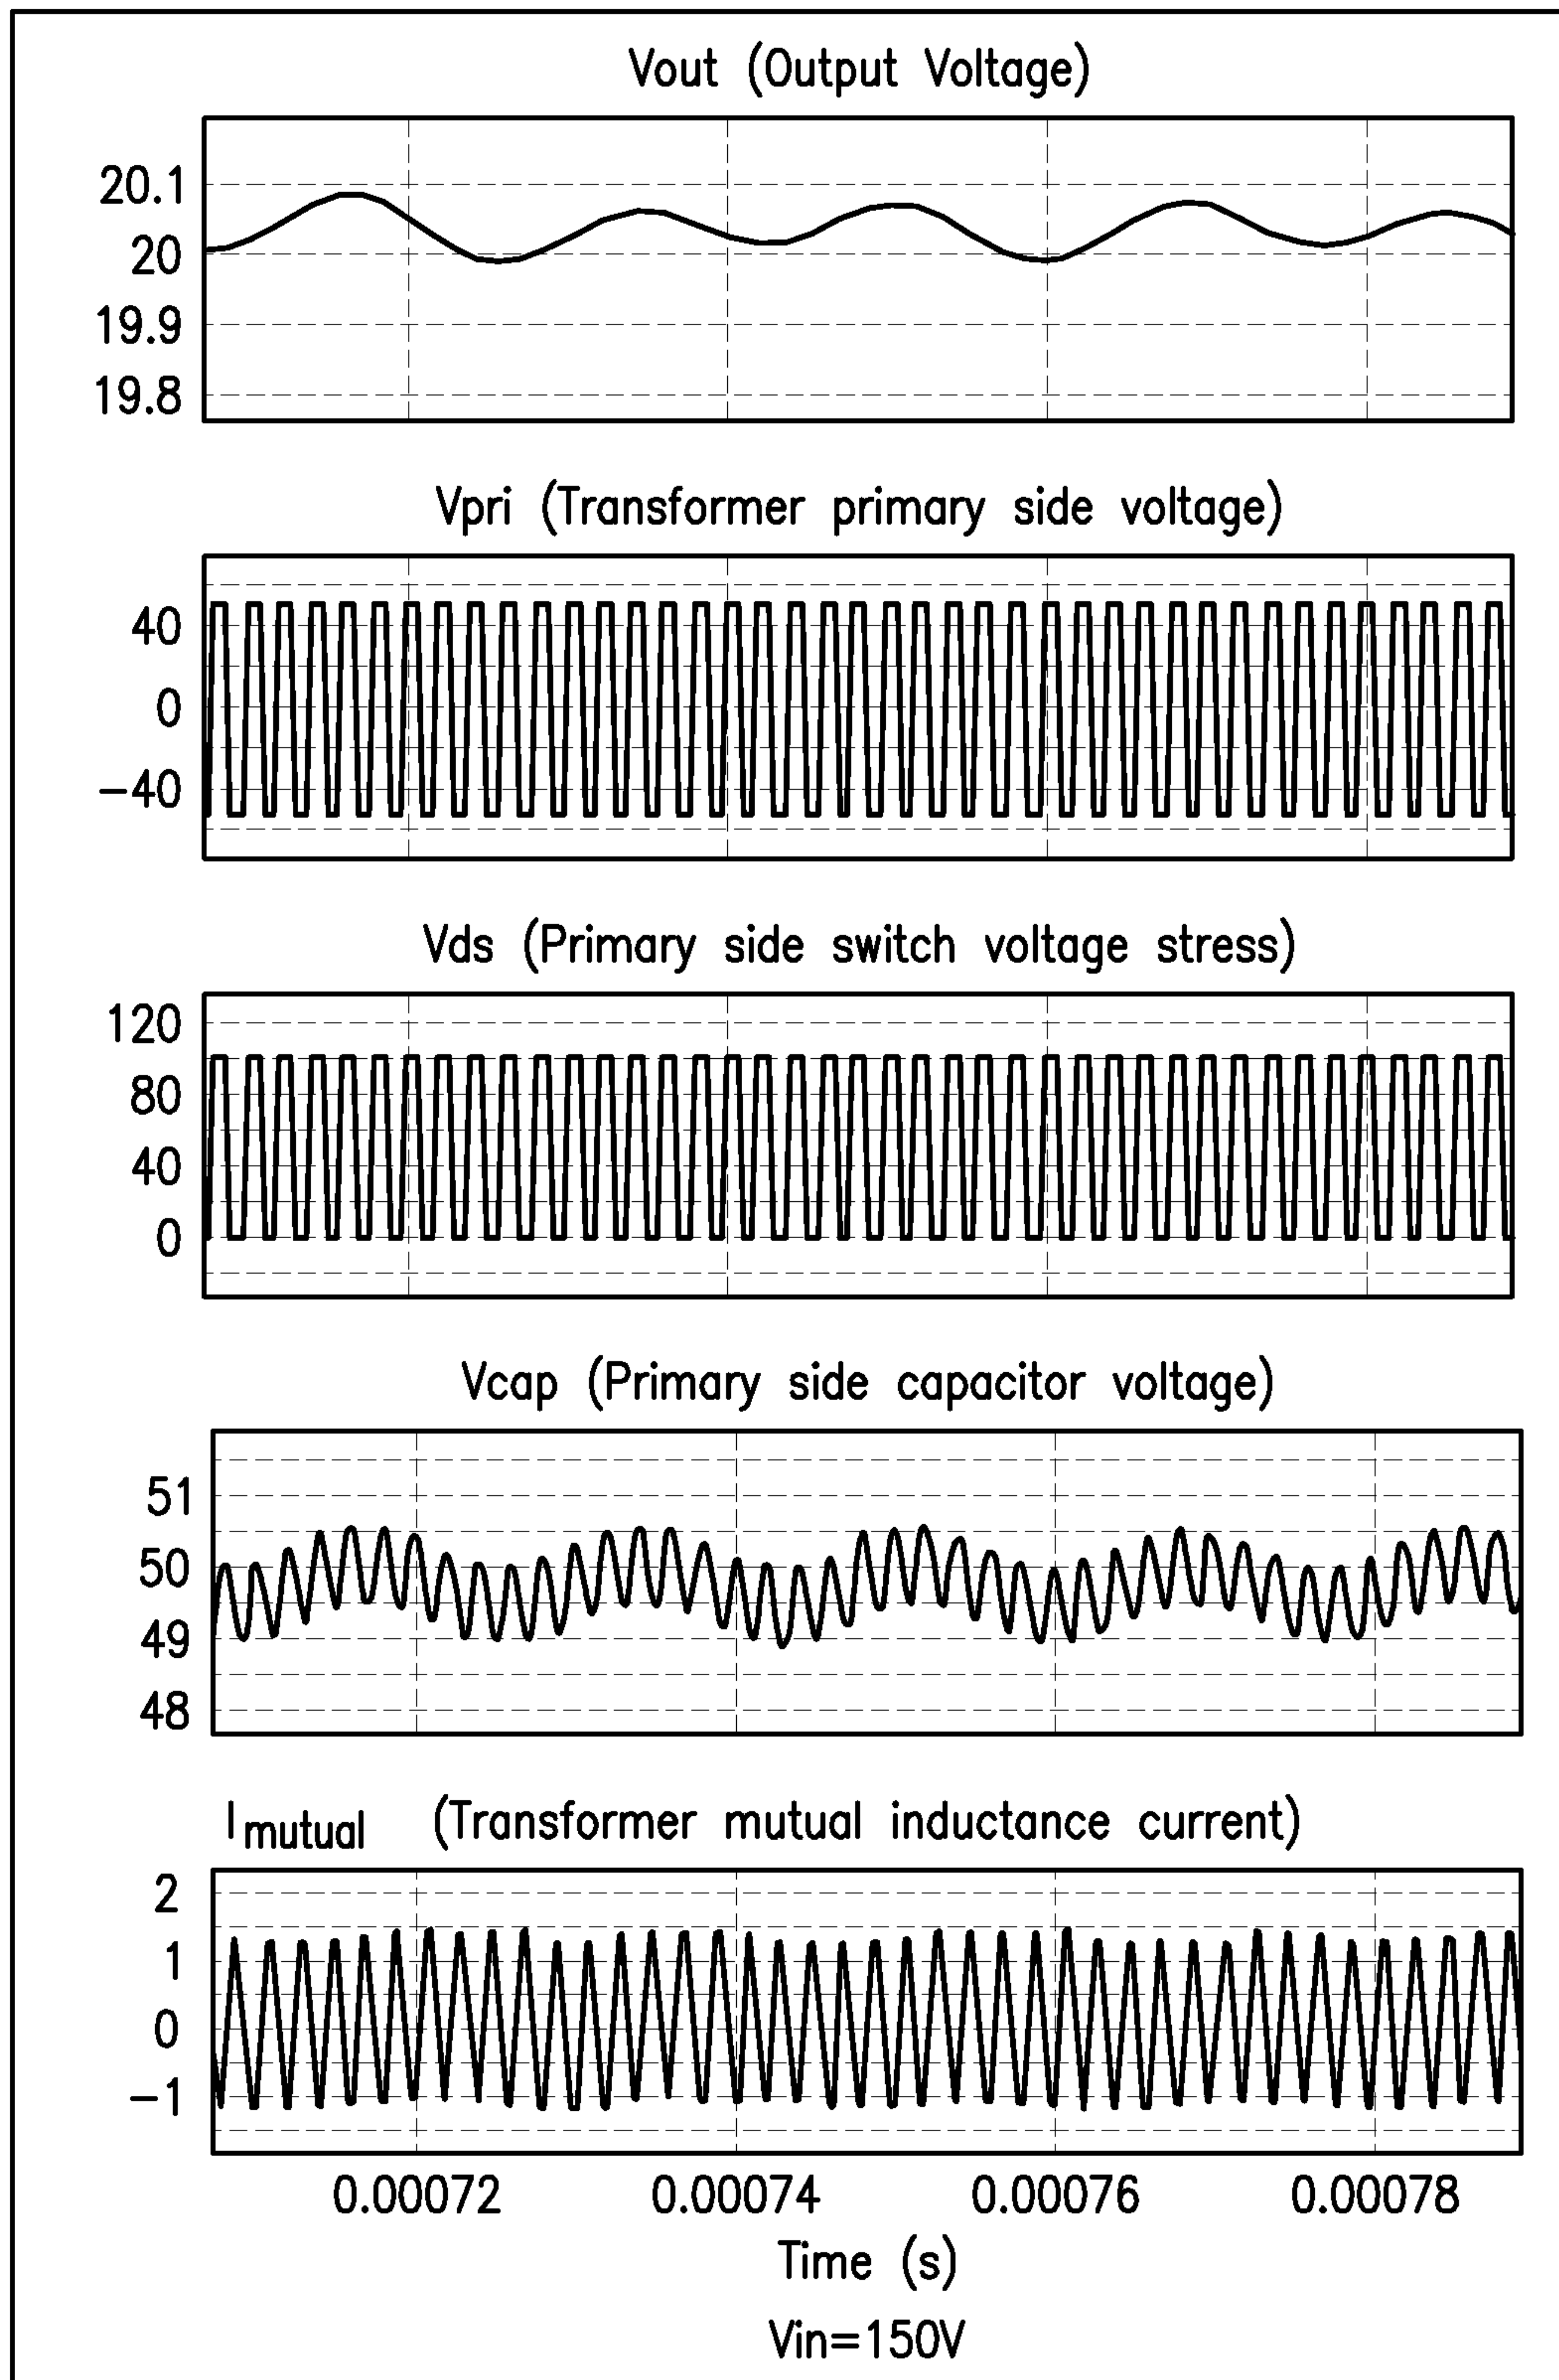 Vout (Output Voltage)
20.1
20
19.9
19.8
Vpri (Transformer primary side voltage)
40
0
-40
Vds (Primary side switch voltage stress)
120
80
40
0
Vcap (Primary side capacitor voltage)
51
50
49
48
Imutual (Transformer mutual inductance current)
2
1
0
-1
0.00072 0.00074 0.00076 0.00078
Time (s)
Vin=150V